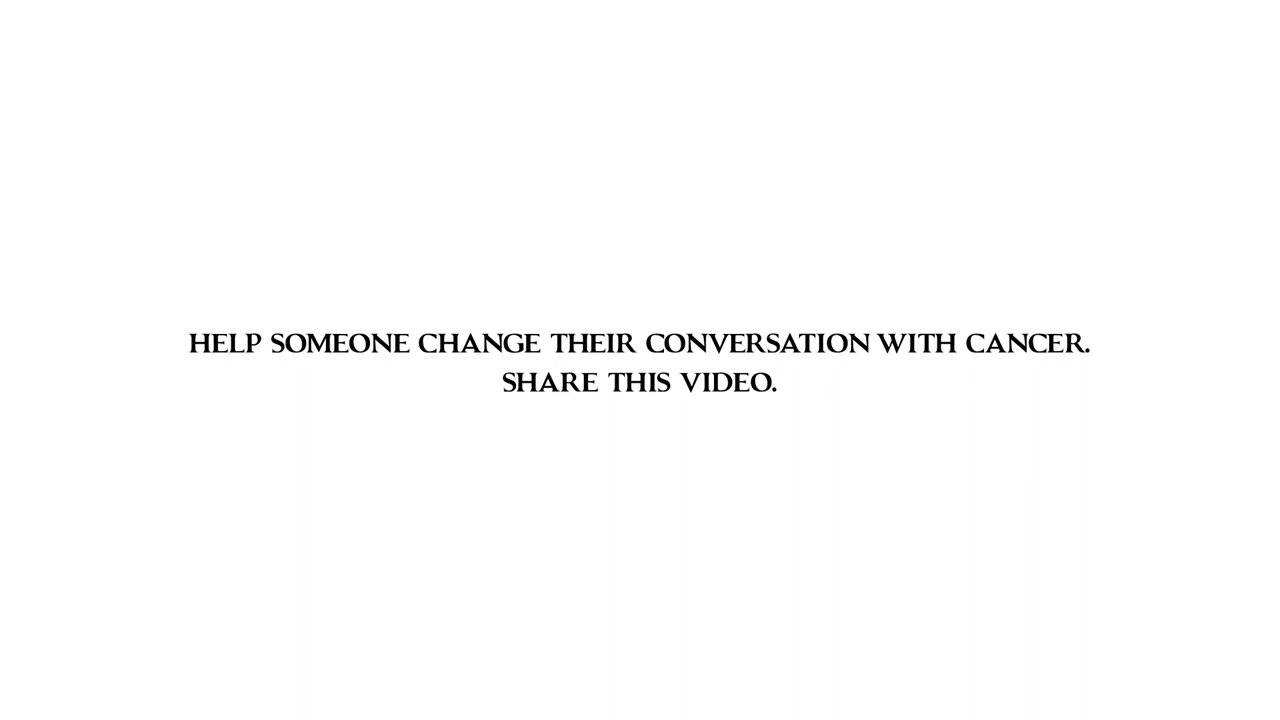 HELP SOMEONE CHANGE THEIR CONVERSATION WITH CANCER.
SHARE THIS VIDEO.